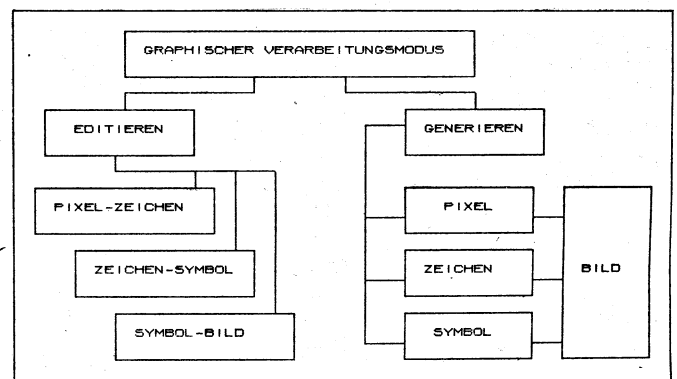 GRAPHISCHER VERARBEITUNGSMODUS
EDITIEREN
GENERIEREN
PIXEL-ZEICHEN
PIXEL
ZEICHEN-SYMBOL
ZEICHEN
BILD
SYMBOL-BILD
SYMBOL